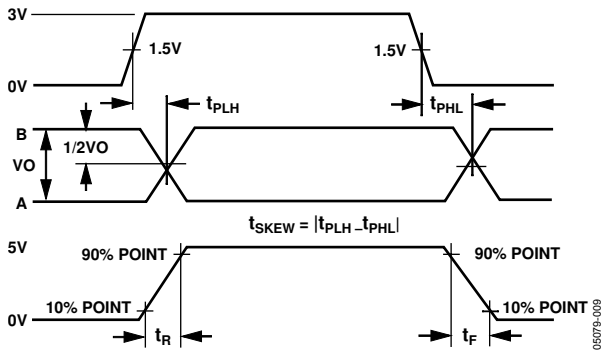 3V
1.5V
1.5V
0V
tPLH
tPHL
B
1/2VO
VO
A
tSKEW = |tPLH – tPHL|
5V
90% POINT
90% POINT
10% POINT
10% POINT
0V
tR
tF
05079-009